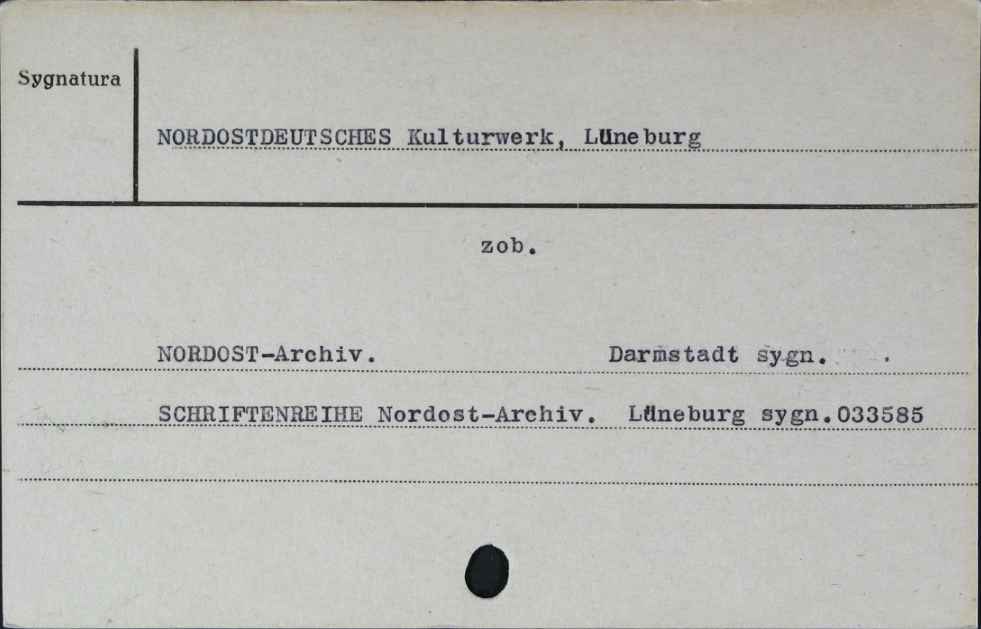 Sygnatura
NORDOSTDEUTSCHES Kulturwerk, Lüneburg
zob.
NORDOST-Archiv. Darmstadt sygn. .
SCHRIFTENREIHE Nordost-Archiv. Lüneburg sygn.033585